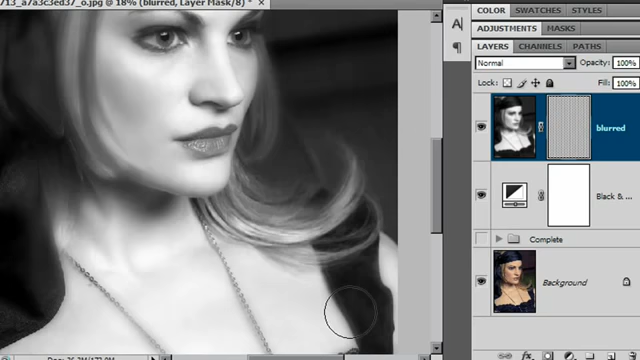 713_a7a3c3ed37_o.jpg @ 18% (blurred, Layer Mask/8) *
COLOR SWATCHES STYLES
ADJUSTMENTS MASKS
LAYERS CHANNELS PATHS
Normal Opacity: 100%
Lock: Fill: 100%
blurred
Black & ...
Complete
Background